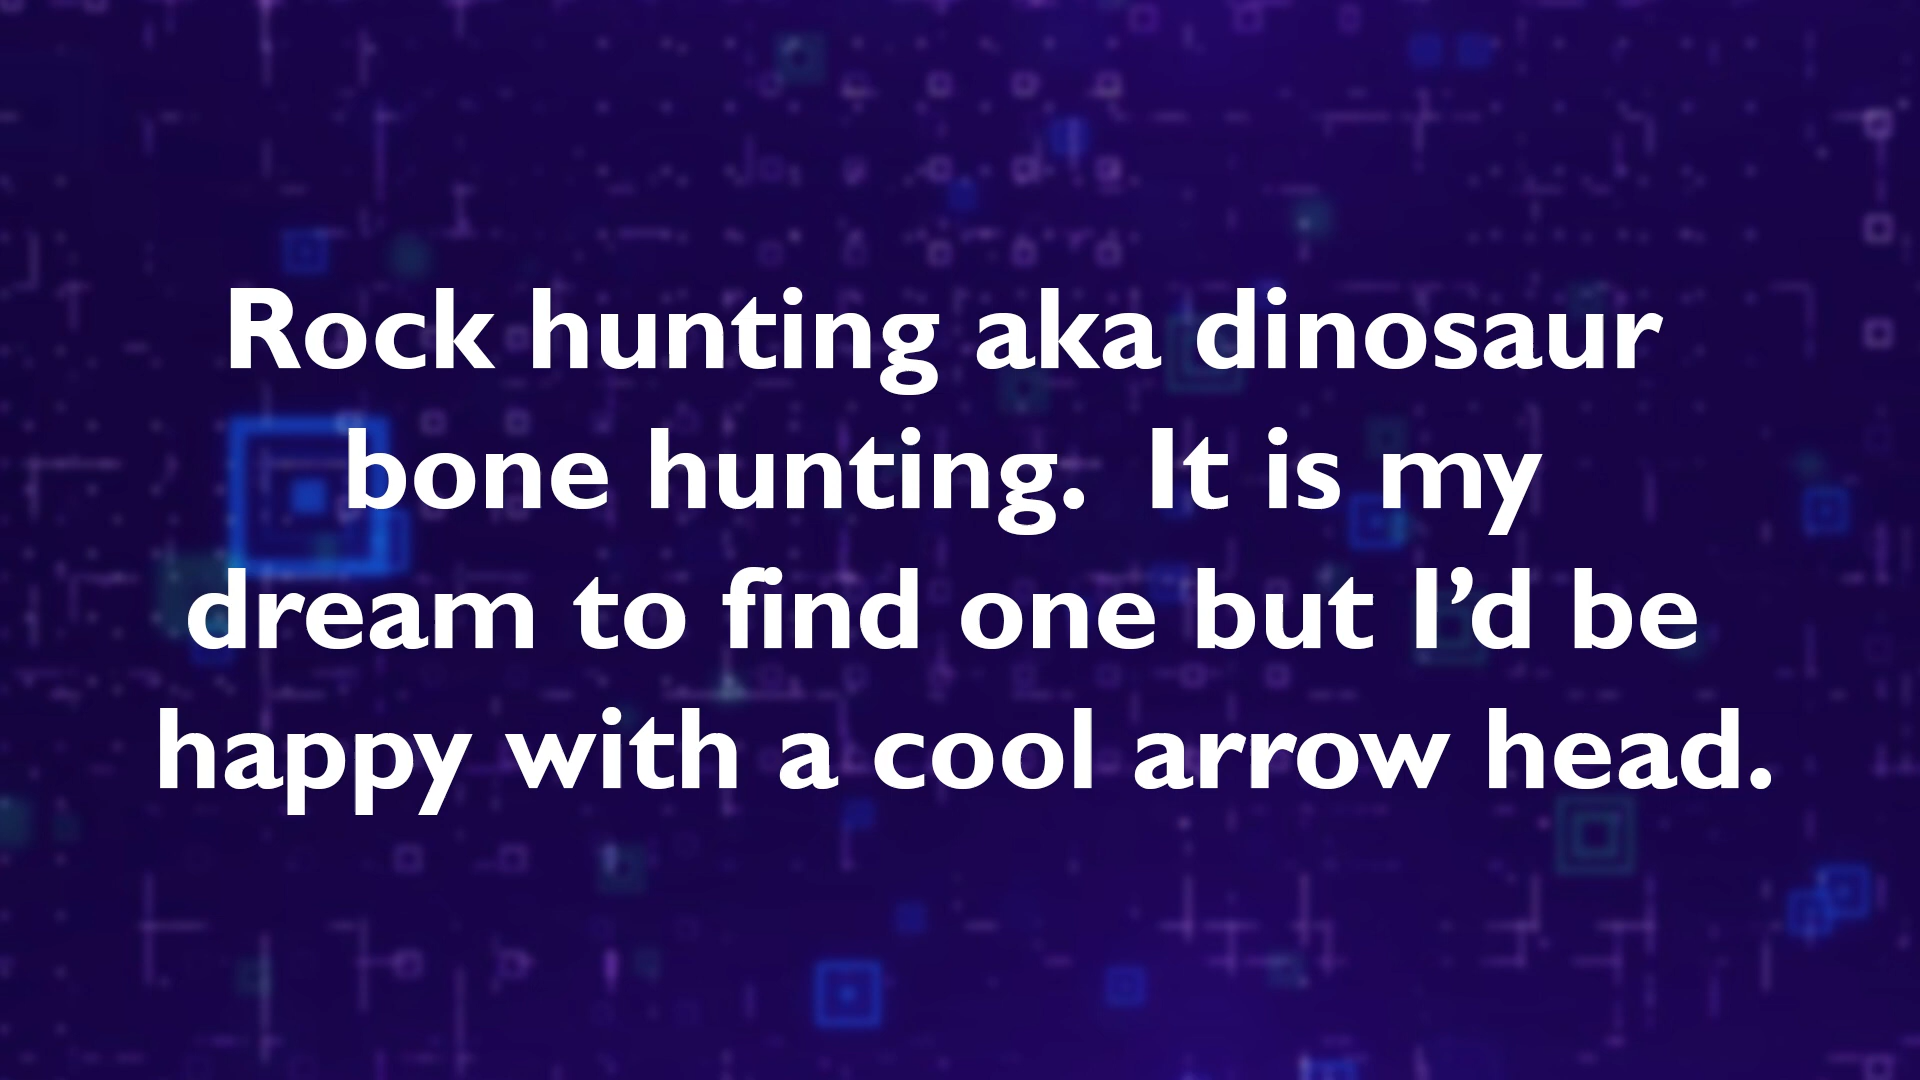 Rock hunting aka dinosaur
bone hunting.  It is my
dream to find one but I’d be
happy with a cool arrow head.